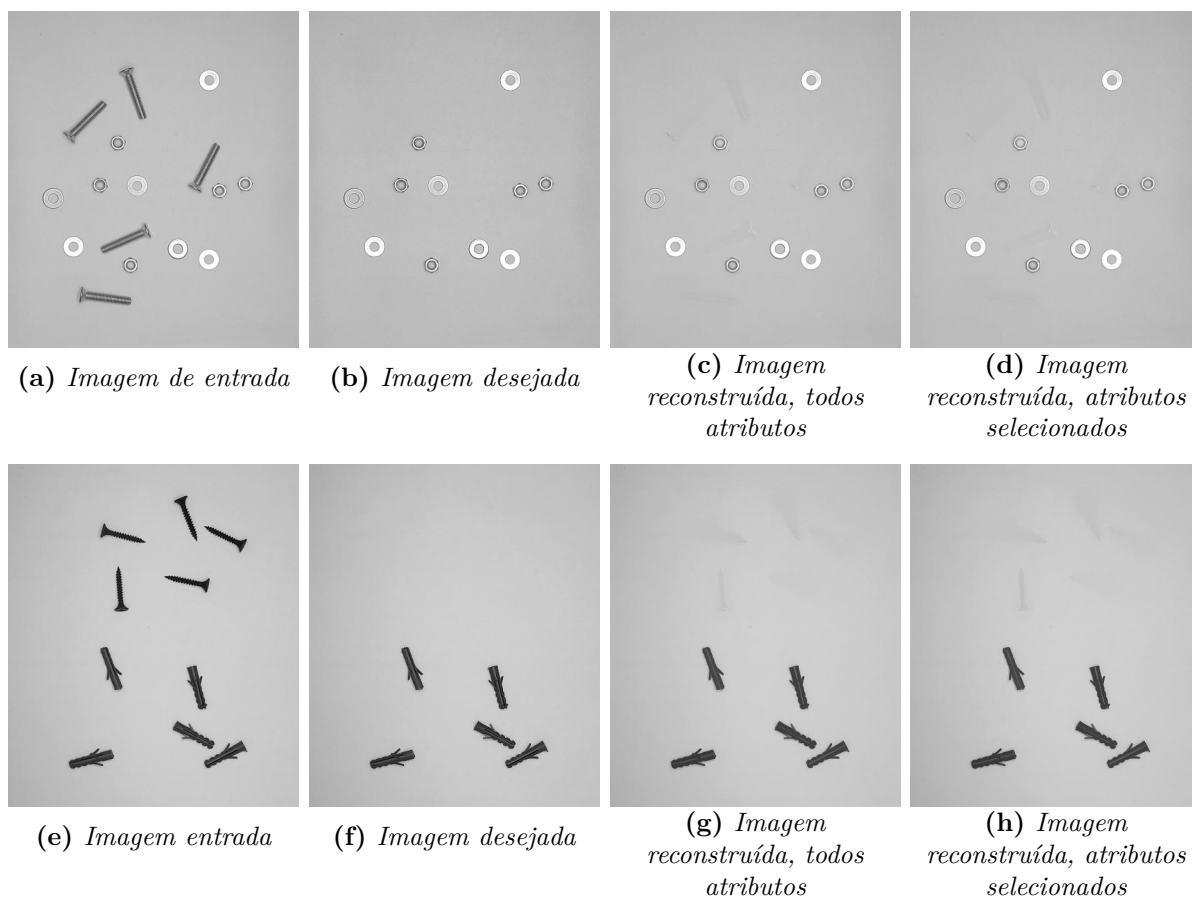 (a) Imagem de entrada
(b) Imagem desejada
(c) Imagem
reconstruída, todos
atributos
(d) Imagem
reconstruída, atributos
selecionados
(e) Imagem entrada
(f) Imagem desejada
(g) Imagem
reconstruída, todos
atributos
(h) Imagem
reconstruída, atributos
selecionados